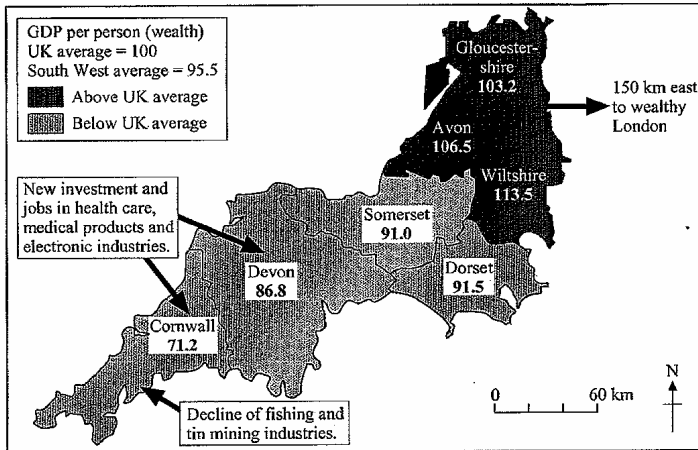 GDP per person (wealth)
UK average = 100
South West average = 95.5
Above UK average
Below UK average
Gloucester-
shire
103.2
150 km east
to wealthy
London
Avon
106.5
Wiltshire
113.5
New investment and
jobs in health care,
medical products and
electronic industries.
Somerset
91.0
Devon
86.8
Dorset
91.5
Cornwall
71.2
Decline of fishing and
tin mining industries.
0 60 km
N